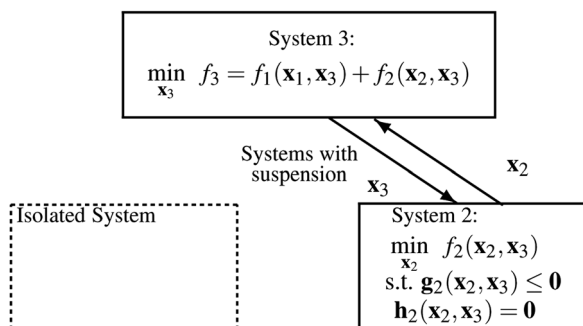 System 3:
min f₃ = f₁(x₁, x₃) + f₂(x₂, x₃)
x₃
Systems with
suspension
x₃
x₂
Isolated System
System 2:
min f₂(x₂, x₃)
x₂
s.t. g₂(x₂, x₃) ≤ 0
h₂(x₂, x₃) = 0